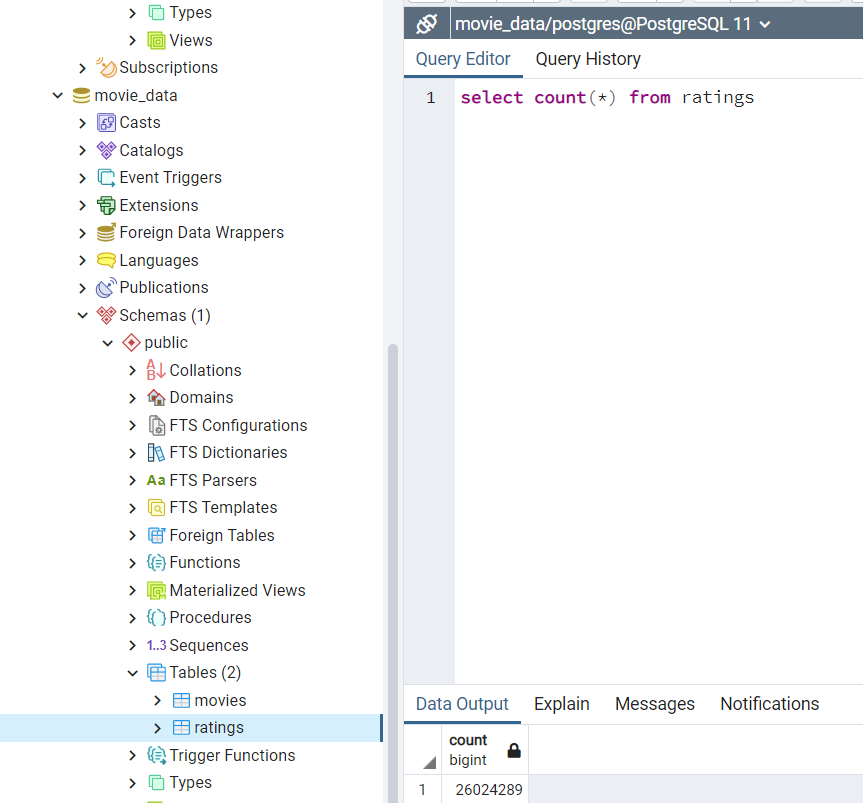 Types
Views
Subscriptions
movie_data
Casts
Catalogs
Event Triggers
Extensions
Foreign Data Wrappers
Languages
Publications
Schemas (1)
public
Collations
Domains
FTS Configurations
FTS Dictionaries
Aa FTS Parsers
FTS Templates
Foreign Tables
Functions
Materialized Views
Procedures
1..3 Sequences
Tables (2)
movies
ratings
Trigger Functions
Types
movie_data/postgres@PostgreSQL 11
Query Editor Query History
1 select count(*) from ratings
Data Output Explain Messages Notifications
count
bigint
1 26024289